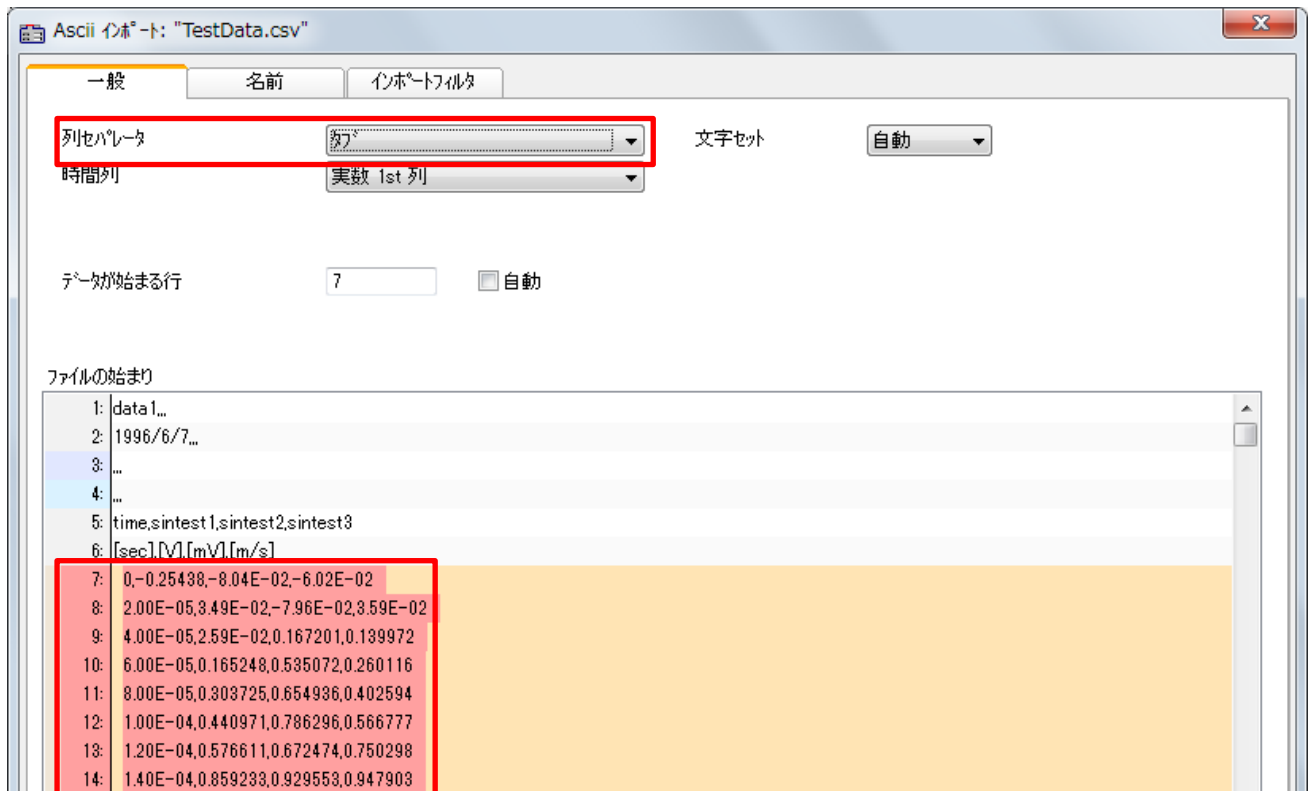 Ascii ｲﾝﾎﾟｰﾄ: "TestData.csv"
一般 名前 ｲﾝﾎﾟｰﾄﾌｨﾙﾀ
列ｾﾊﾟﾚｰﾀ ﾀﾌﾞ 文字ｾｯﾄ 自動
時間列 実数 1st 列
ﾃﾞｰﾀが始まる行 7 自動
ﾌｧｲﾙの始まり
1: data1,,,
2: 1996/6/7,,,
3: ,,,
4: ,,,
5: time,sintest1,sintest2,sintest3
6: [sec],[V],[mV],[m/s]
7: 0,-0.25438,-8.04E-02,-6.02E-02
8: 2.00E-05,3.49E-02,-7.96E-02,3.59E-02
9: 4.00E-05,2.59E-02,0.167201,0.139972
10: 6.00E-05,0.165248,0.535072,0.260116
11: 8.00E-05,0.303725,0.654936,0.402594
12: 1.00E-04,0.440971,0.786296,0.566777
13: 1.20E-04,0.576611,0.672474,0.750298
14: 1.40E-04,0.859233,0.929553,0.947903